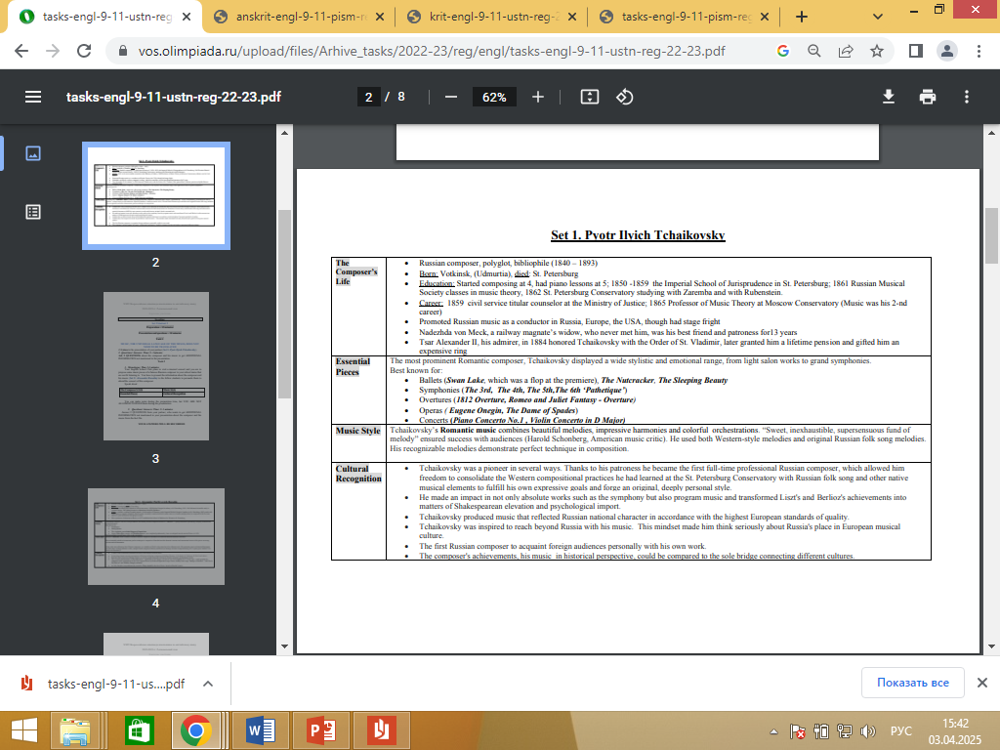 tasks-engl-9-11-ustn-reg
anskrit-engl-9-11-pism-r
krit-engl-9-11-ustn-reg-2
tasks-engl-9-11-pism-reg
vos.olimpiada.ru/upload/files/Arhive_tasks/2022-23/reg/engl/tasks-engl-9-11-ustn-reg-22-23.pdf
tasks-engl-9-11-ustn-reg-22-23.pdf
2 / 8
62%
2
3
4
Set 1. Pyotr Ilyich Tchaikovsky
The Composer's Life
• Russian composer, polyglot, bibliophile (1840 – 1893)
• Born: Votkinsk, (Udmurtia), died: St. Petersburg
• Education: Started composing at 4, had piano lessons at 5; 1850 -1859 the Imperial School of Jurisprudence in St. Petersburg; 1861 Russian Musical
Society classes in music theory, 1862 St. Petersburg Conservatory studying with Zaremba and with Rubenstein.
• Career: 1859 civil service titular counselor at the Ministry of Justice; 1865 Professor of Music Theory at Moscow Conservatory (Music was his 2-nd
career)
• Promoted Russian music as a conductor in Russia, Europe, the USA, though had stage fright
• Nadezhda von Meck, a railway magnate's widow, who never met him, was his best friend and patroness for13 years
• Tsar Alexander II, his admirer, in 1884 honored Tchaikovsky with the Order of St. Vladimir, later granted him a lifetime pension and gifted him an
expensive ring
Essential Pieces
The most prominent Romantic composer, Tchaikovsky displayed a wide stylistic and emotional range, from light salon works to grand symphonies.
Best known for:
• Ballets (Swan Lake, which was a flop at the premiere), The Nutcracker, The Sleeping Beauty
• Symphonies (The 3rd, The 4th, The 5th,The 6th 'Pathetique')
• Overtures (1812 Overture, Romeo and Juliet Fantasy - Overture)
• Operas ( Eugene Onegin, The Dame of Spades)
• Concerts (Piano Concerto No.1 , Violin Concerto in D Major)
Music Style
Tchaikovsky's Romantic music combines beautiful melodies, impressive harmonies and colorful orchestrations. "Sweet, inexhaustible, supersensuous fund of
melody" ensured success with audiences (Harold Schonberg, American music critic). He used both Western-style melodies and original Russian folk song melodies.
His recognizable melodies demonstrate perfect technique in composition.
Cultural Recognition
• Tchaikovsky was a pioneer in several ways. Thanks to his patroness he became the first full-time professional Russian composer, which allowed him
freedom to consolidate the Western compositional practices he had learned at the St. Petersburg Conservatory with Russian folk song and other native
musical elements to fulfill his own expressive goals and forge an original, deeply personal style.
• He made an impact in not only absolute works such as the symphony but also program music and transformed Liszt's and Berlioz's achievements into
matters of Shakespearean elevation and psychological import.
• Tchaikovsky produced music that reflected Russian national character in accordance with the highest European standards of quality.
• Tchaikovsky was inspired to reach beyond Russia with his music. This mindset made him think seriously about Russia's place in European musical
culture.
• The first Russian composer to acquaint foreign audiences personally with his own work.
• The composer's achievements, his music in historical perspective, could be compared to the sole bridge connecting different cultures.
tasks-engl-9-11-us....pdf
Показать все
РУС
15:42
03.04.2025